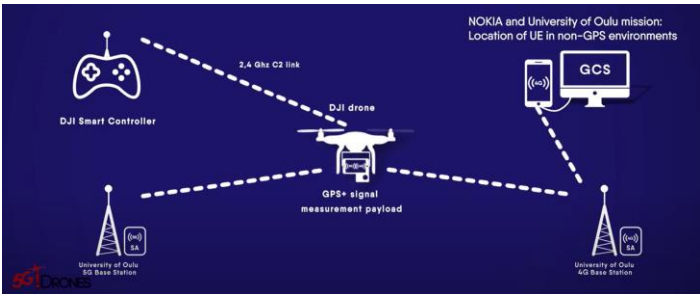 NOKIA and University of Oulu mission:
Location of UE in non-GPS environments
2,4 Ghz C2 link
GCS
((4G))
DJI Smart Controller
DJI drone
GPS+ signal
measurement payload
SA
University of Oulu
5G Base Station
SA
University of Oulu
4G Base Station
5G!DRONES